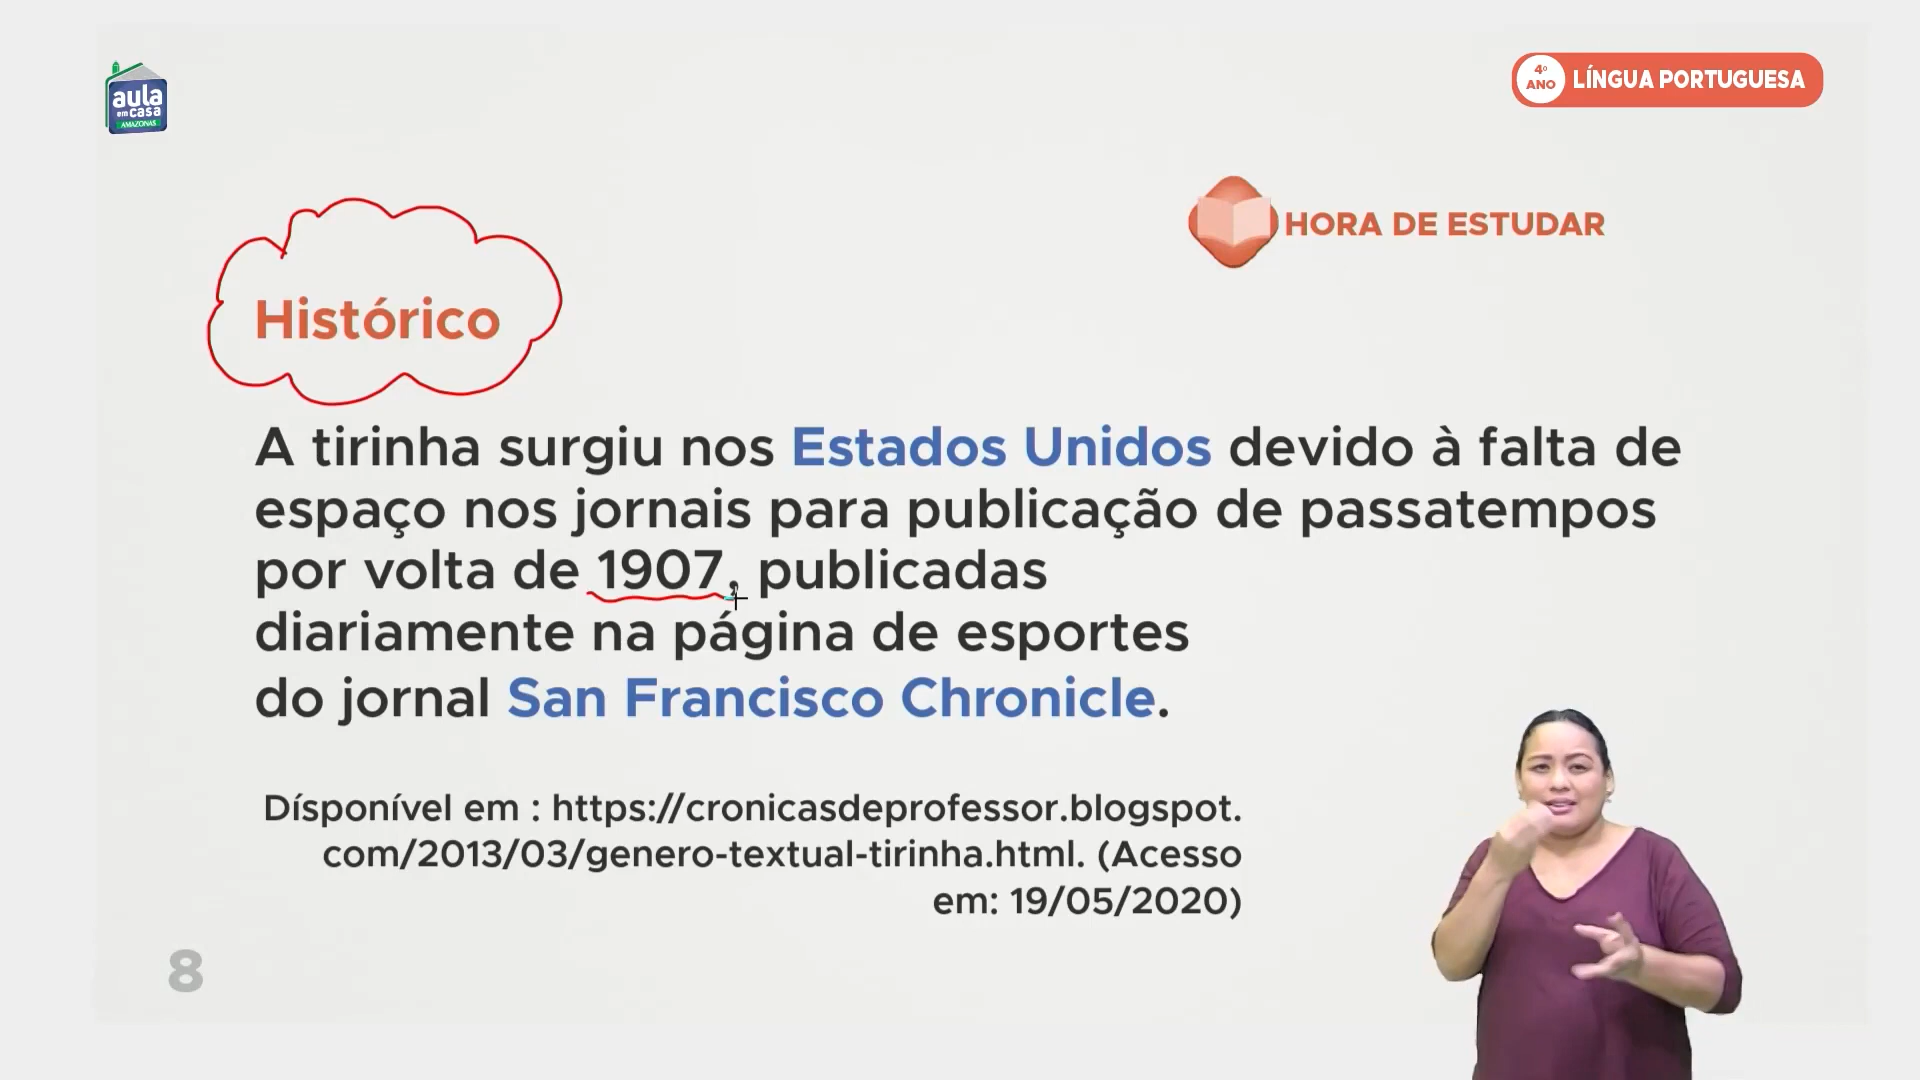 aula
em casa
AMAZONAS
4º
ANO
LÍNGUA PORTUGUESA
HORA DE ESTUDAR
Histórico
A tirinha surgiu nos Estados Unidos devido à falta de
espaço nos jornais para publicação de passatempos
por volta de 1907, publicadas
diariamente na página de esportes
do jornal San Francisco Chronicle.
Dísponível em : https://cronicasdeprofessor.blogspot.
com/2013/03/genero-textual-tirinha.html. (Acesso
em: 19/05/2020)
8